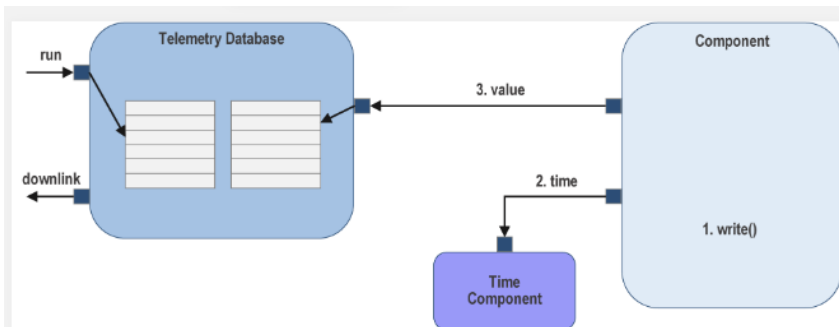 Telemetry Database
Component
run
3. value
downlink
2. time
1. write()
Time
Component